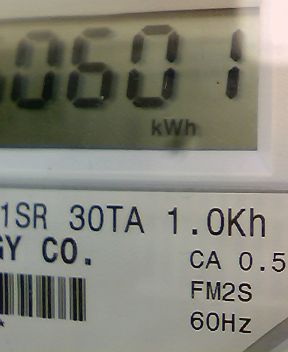 0601
kWh
1SR 30TA 1.0Kh
GY CO.
CA 0.5
FM2S
60Hz